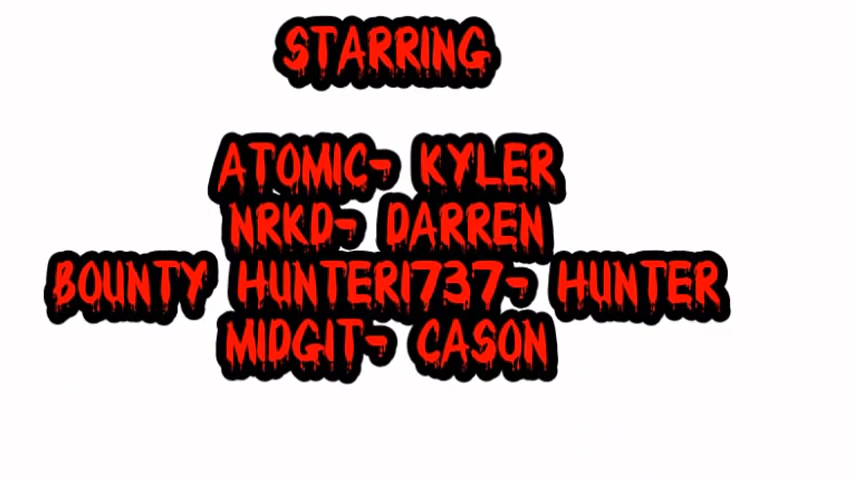 STARRING
ATOMIC- KYLER
NRKD- DARREN
BOUNTY HUNTER1737- HUNTER
MIDGIT- CASON